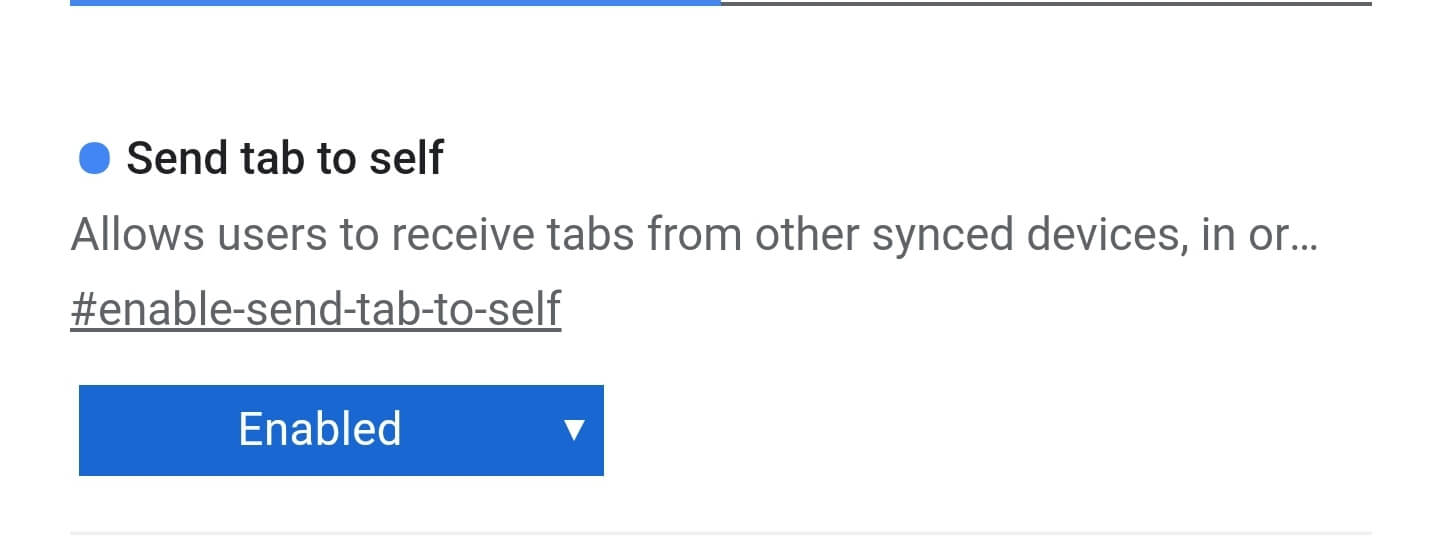 Send tab to self
Allows users to receive tabs from other synced devices, in or…
#enable-send-tab-to-self
Enabled